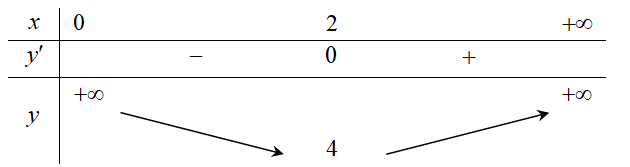 x 0 2 +∞
y' − 0 +
+∞ +∞
y
4